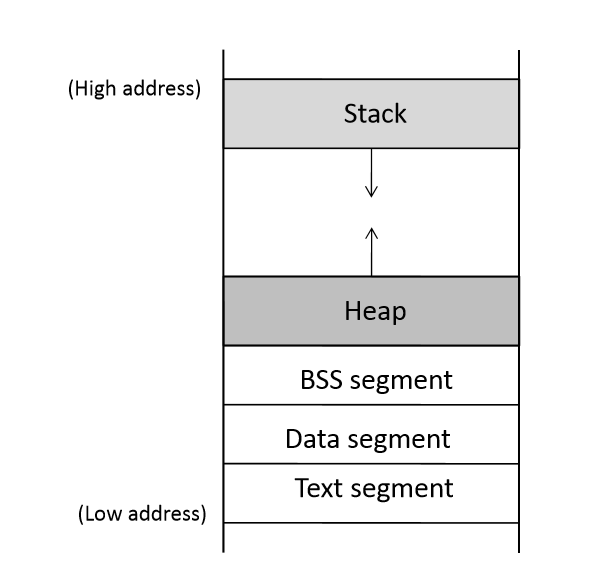 (High address)
Stack
Heap
BSS segment
Data segment
Text segment
(Low address)